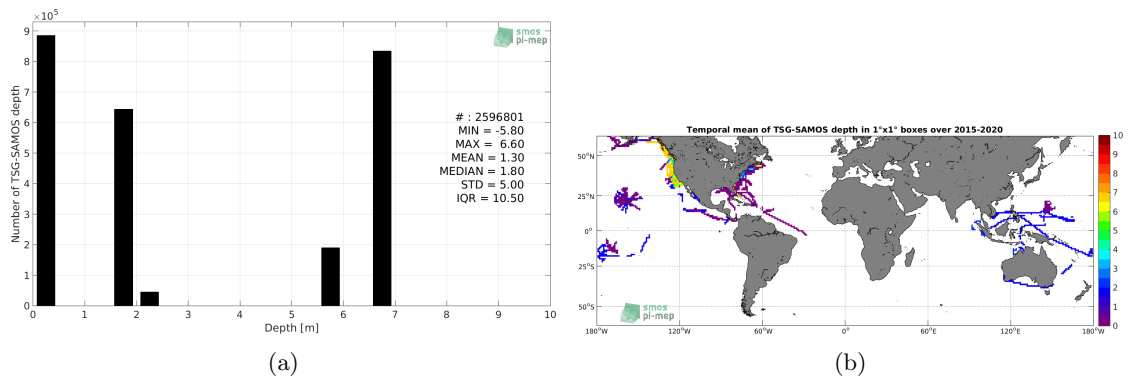 ×10⁵
9
8
7
6
5
4
3
2
1
0
Number of TSG-SAMOS depth
smos
pi-mep
# : 2596801
MIN = -5.80
MAX = 6.60
MEAN = 1.30
MEDIAN = 1.80
STD = 5.00
IQR = 10.50
0 1 2 3 4 5 6 7 8 9 10
Depth [m]
(a)
Temporal mean of TSG-SAMOS depth in 1°x1° boxes over 2015-2020
50°N
25°N
0°
25°S
50°S
smos
pi-mep
180°W 120°W 60°W 0° 60°E 120°E 180°W
10
9
8
7
6
5
4
3
2
1
0
(b)